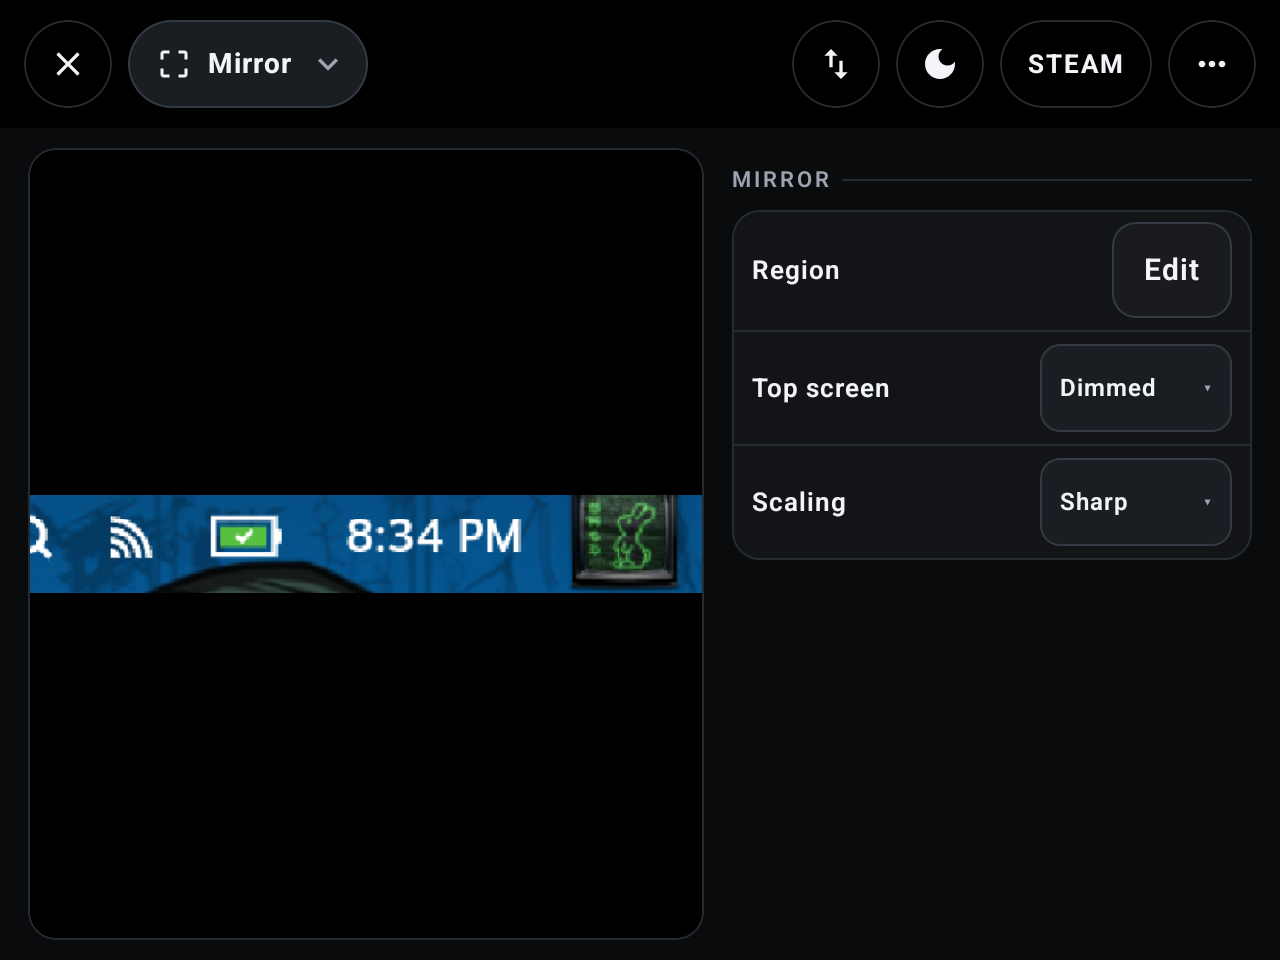 Mirror
STEAM
MIRROR
Region
Edit
Top screen
Dimmed
Scaling
Sharp
8:34 PM